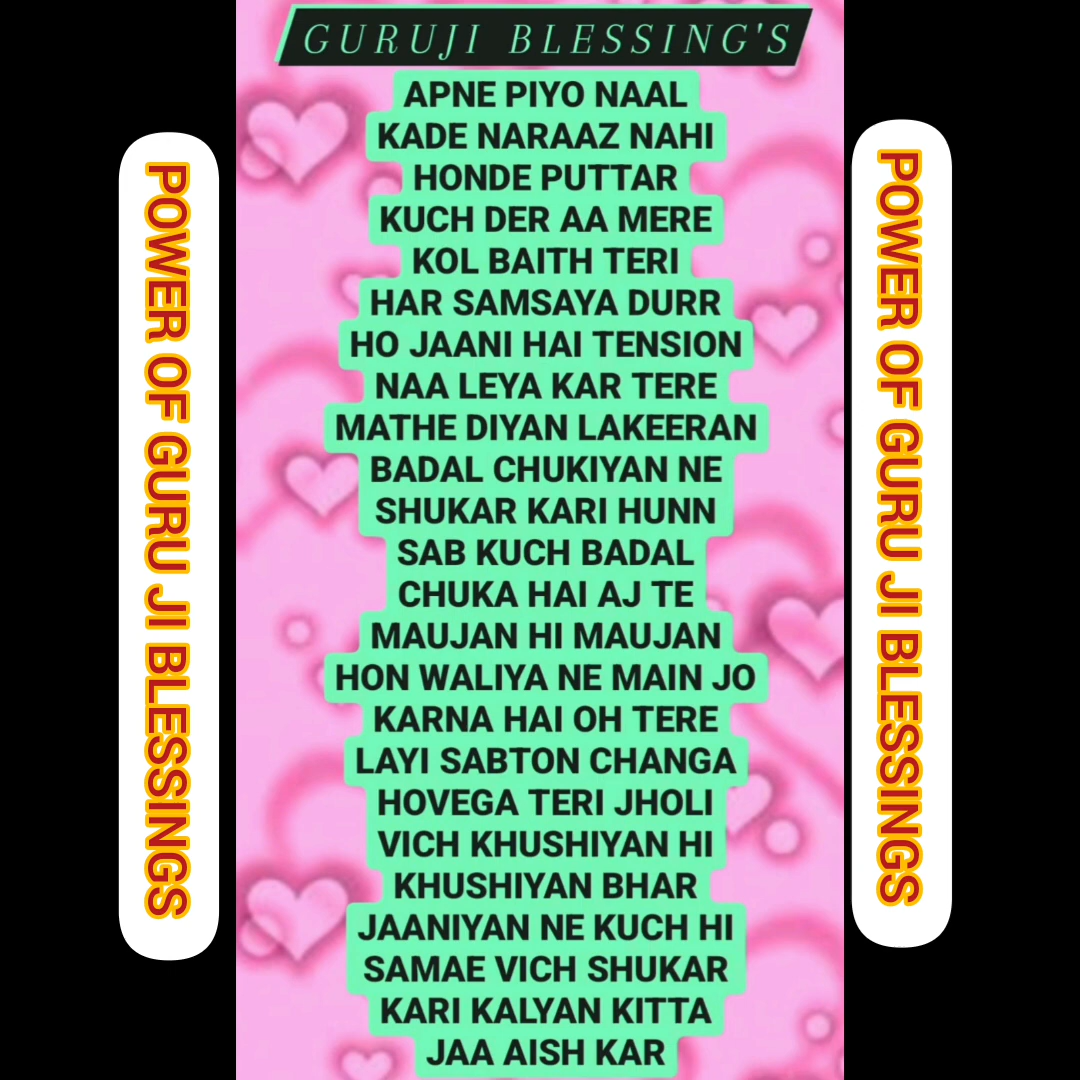 GURUJI BLESSING'S
APNE PIYO NAAL
KADE NARAAZ NAHI
HONDE PUTTAR
KUCH DER AA MERE
KOL BAITH TERI
HAR SAMSAYA DURR
HO JAANI HAI TENSION
NAA LEYA KAR TERE
MATHE DIYAN LAKEERAN
BADAL CHUKIYAN NE
SHUKAR KARI HUNN
SAB KUCH BADAL
CHUKA HAI AJ TE
MAUJAN HI MAUJAN
HON WALIYA NE MAIN JO
KARNA HAI OH TERE
LAYI SABTON CHANGA
HOVEGA TERI JHOLI
VICH KHUSHIYAN HI
KHUSHIYAN BHAR
JAANIYAN NE KUCH HI
SAMAE VICH SHUKAR
KARI KALYAN KITTA
JAA AISH KAR
POWER OF GURU JI BLESSINGS
POWER OF GURU JI BLESSINGS